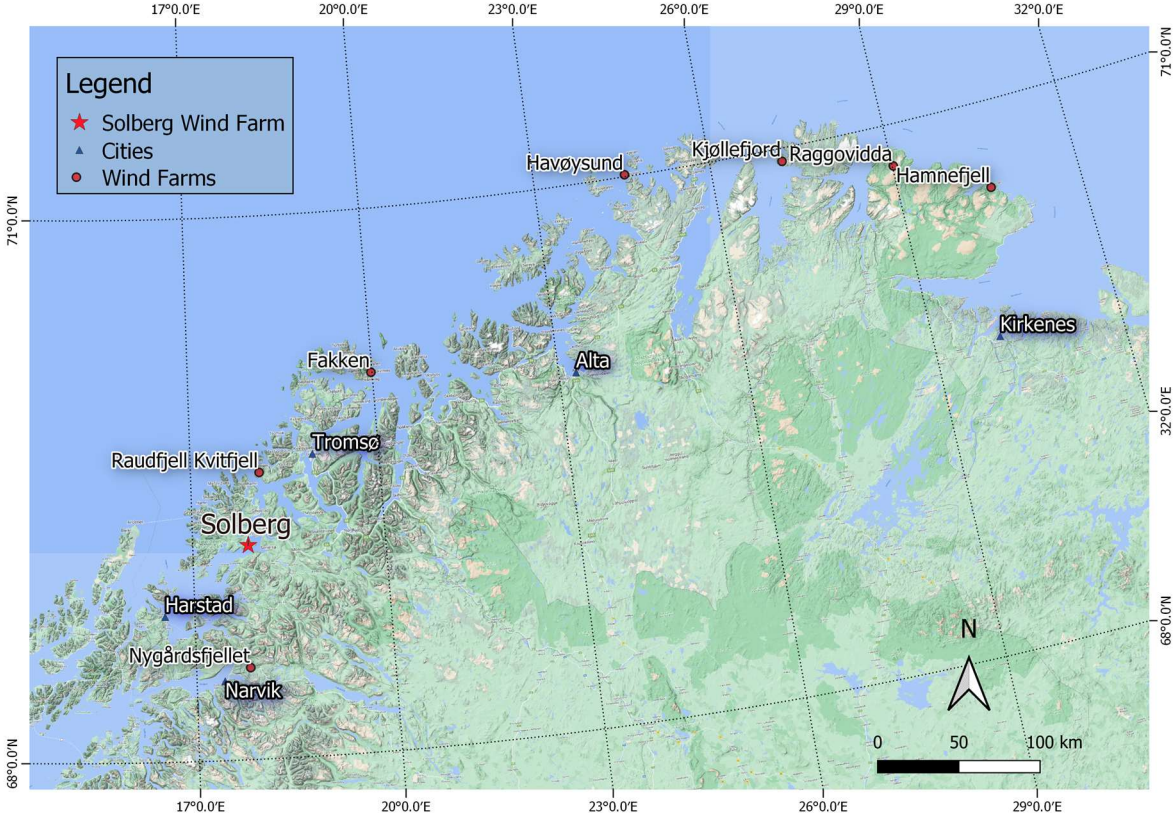 17°0.0'E 20°0.0'E 23°0.0'E 26°0.0'E 29°0.0'E 32°0.0'E
71°0.0'N
Legend
Solberg Wind Farm
Cities
Wind Farms
Kjøllefjord
Raggovidda
Havøysund
Hamnefjell
71°0.0'N
Kirkenes
Fakken
Alta
32°0.0'E
Tromsø
Raudfjell Kvitfjell
Solberg
Harstad
68°0.0'N
N
Nygårdsfjellet
Narvik
0 50 100 km
68°0.0'N
17°0.0'E 20°0.0'E 23°0.0'E 26°0.0'E 29°0.0'E